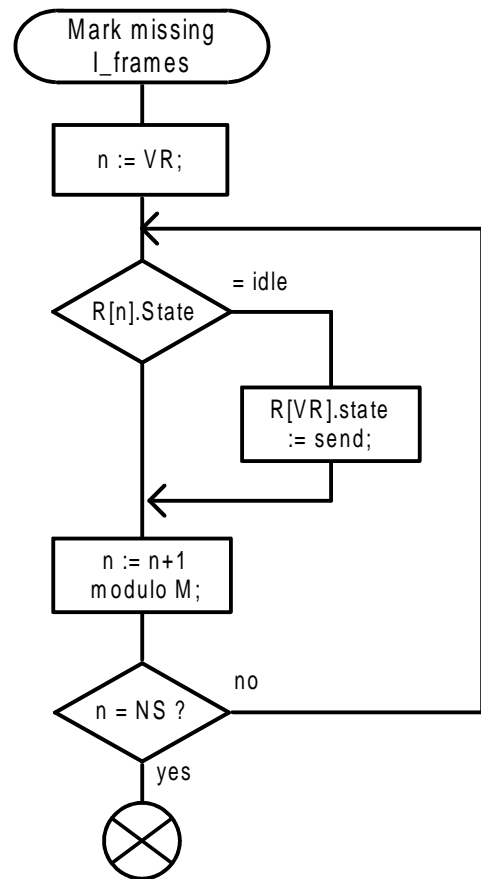 Mark missing
I_frames
n := VR;
= idle
R[n].State
R[VR].state
:= send;
n := n+1
modulo M;
no
n = NS ?
yes